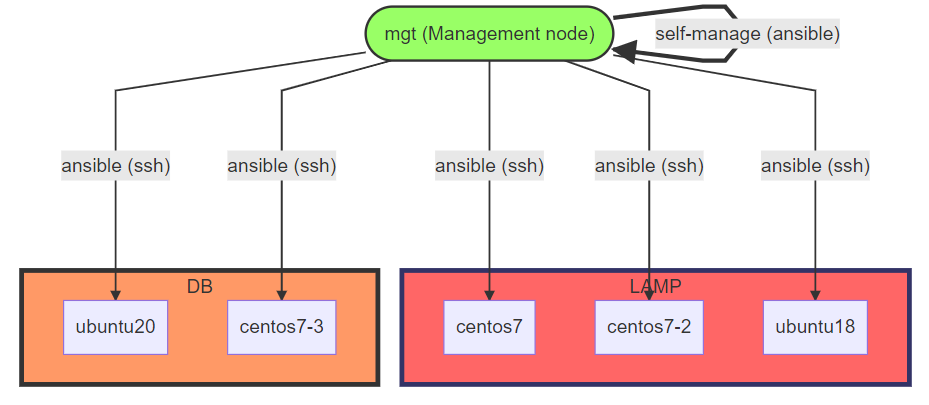 mgt (Management node)
self-manage (ansible)
ansible (ssh)
ansible (ssh)
ansible (ssh)
ansible (ssh)
ansible (ssh)
DB
LAMP
ubuntu20
centos7-3
centos7
centos7-2
ubuntu18